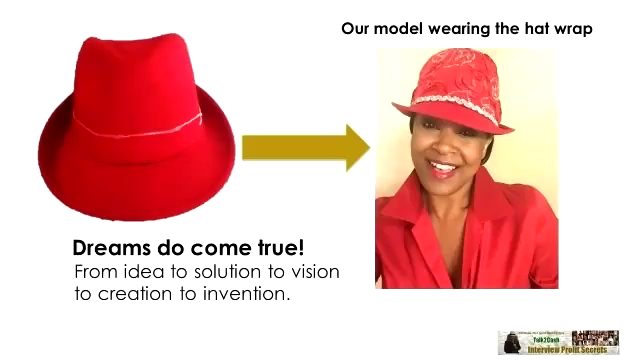 Our model wearing the hat wrap
Dreams do come true!
From idea to solution to vision
to creation to invention.
Talk2Cash
Interview Profit Secrets